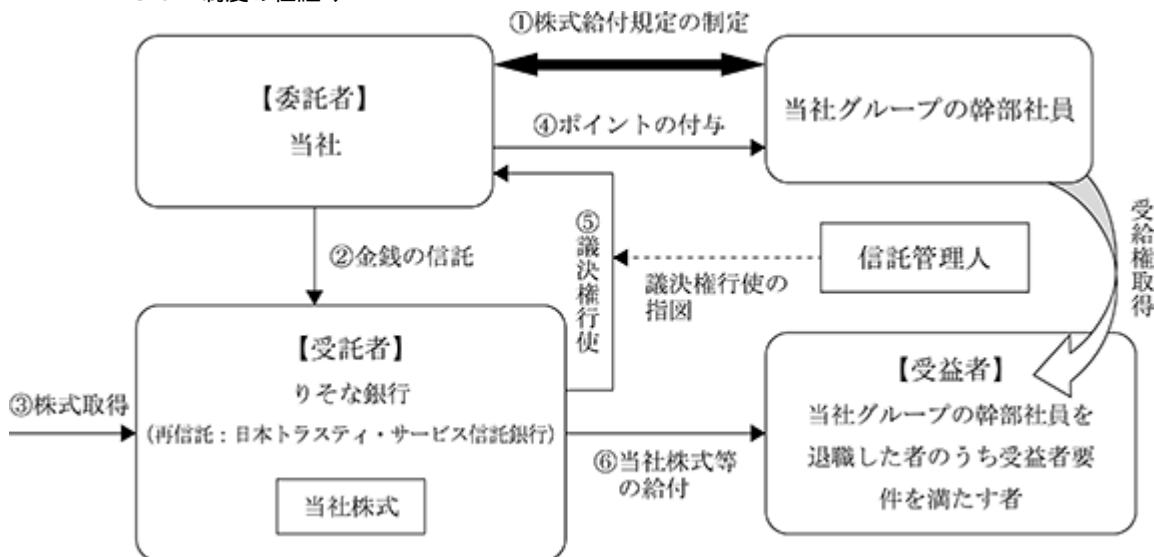 ①株式給付規定の制定
【委託者】
当社
当社グループの幹部社員
④ポイントの付与
②金銭の信託
⑤議決権行使
議決権行使の
指図
信託管理人
受給権取得
③株式取得
【受託者】
りそな銀行
(再信託：日本トラスティ・サービス信託銀行)
当社株式
⑥当社株式等
の給付
【受益者】
当社グループの幹部社員を
退職した者のうち受益者要
件を満たす者